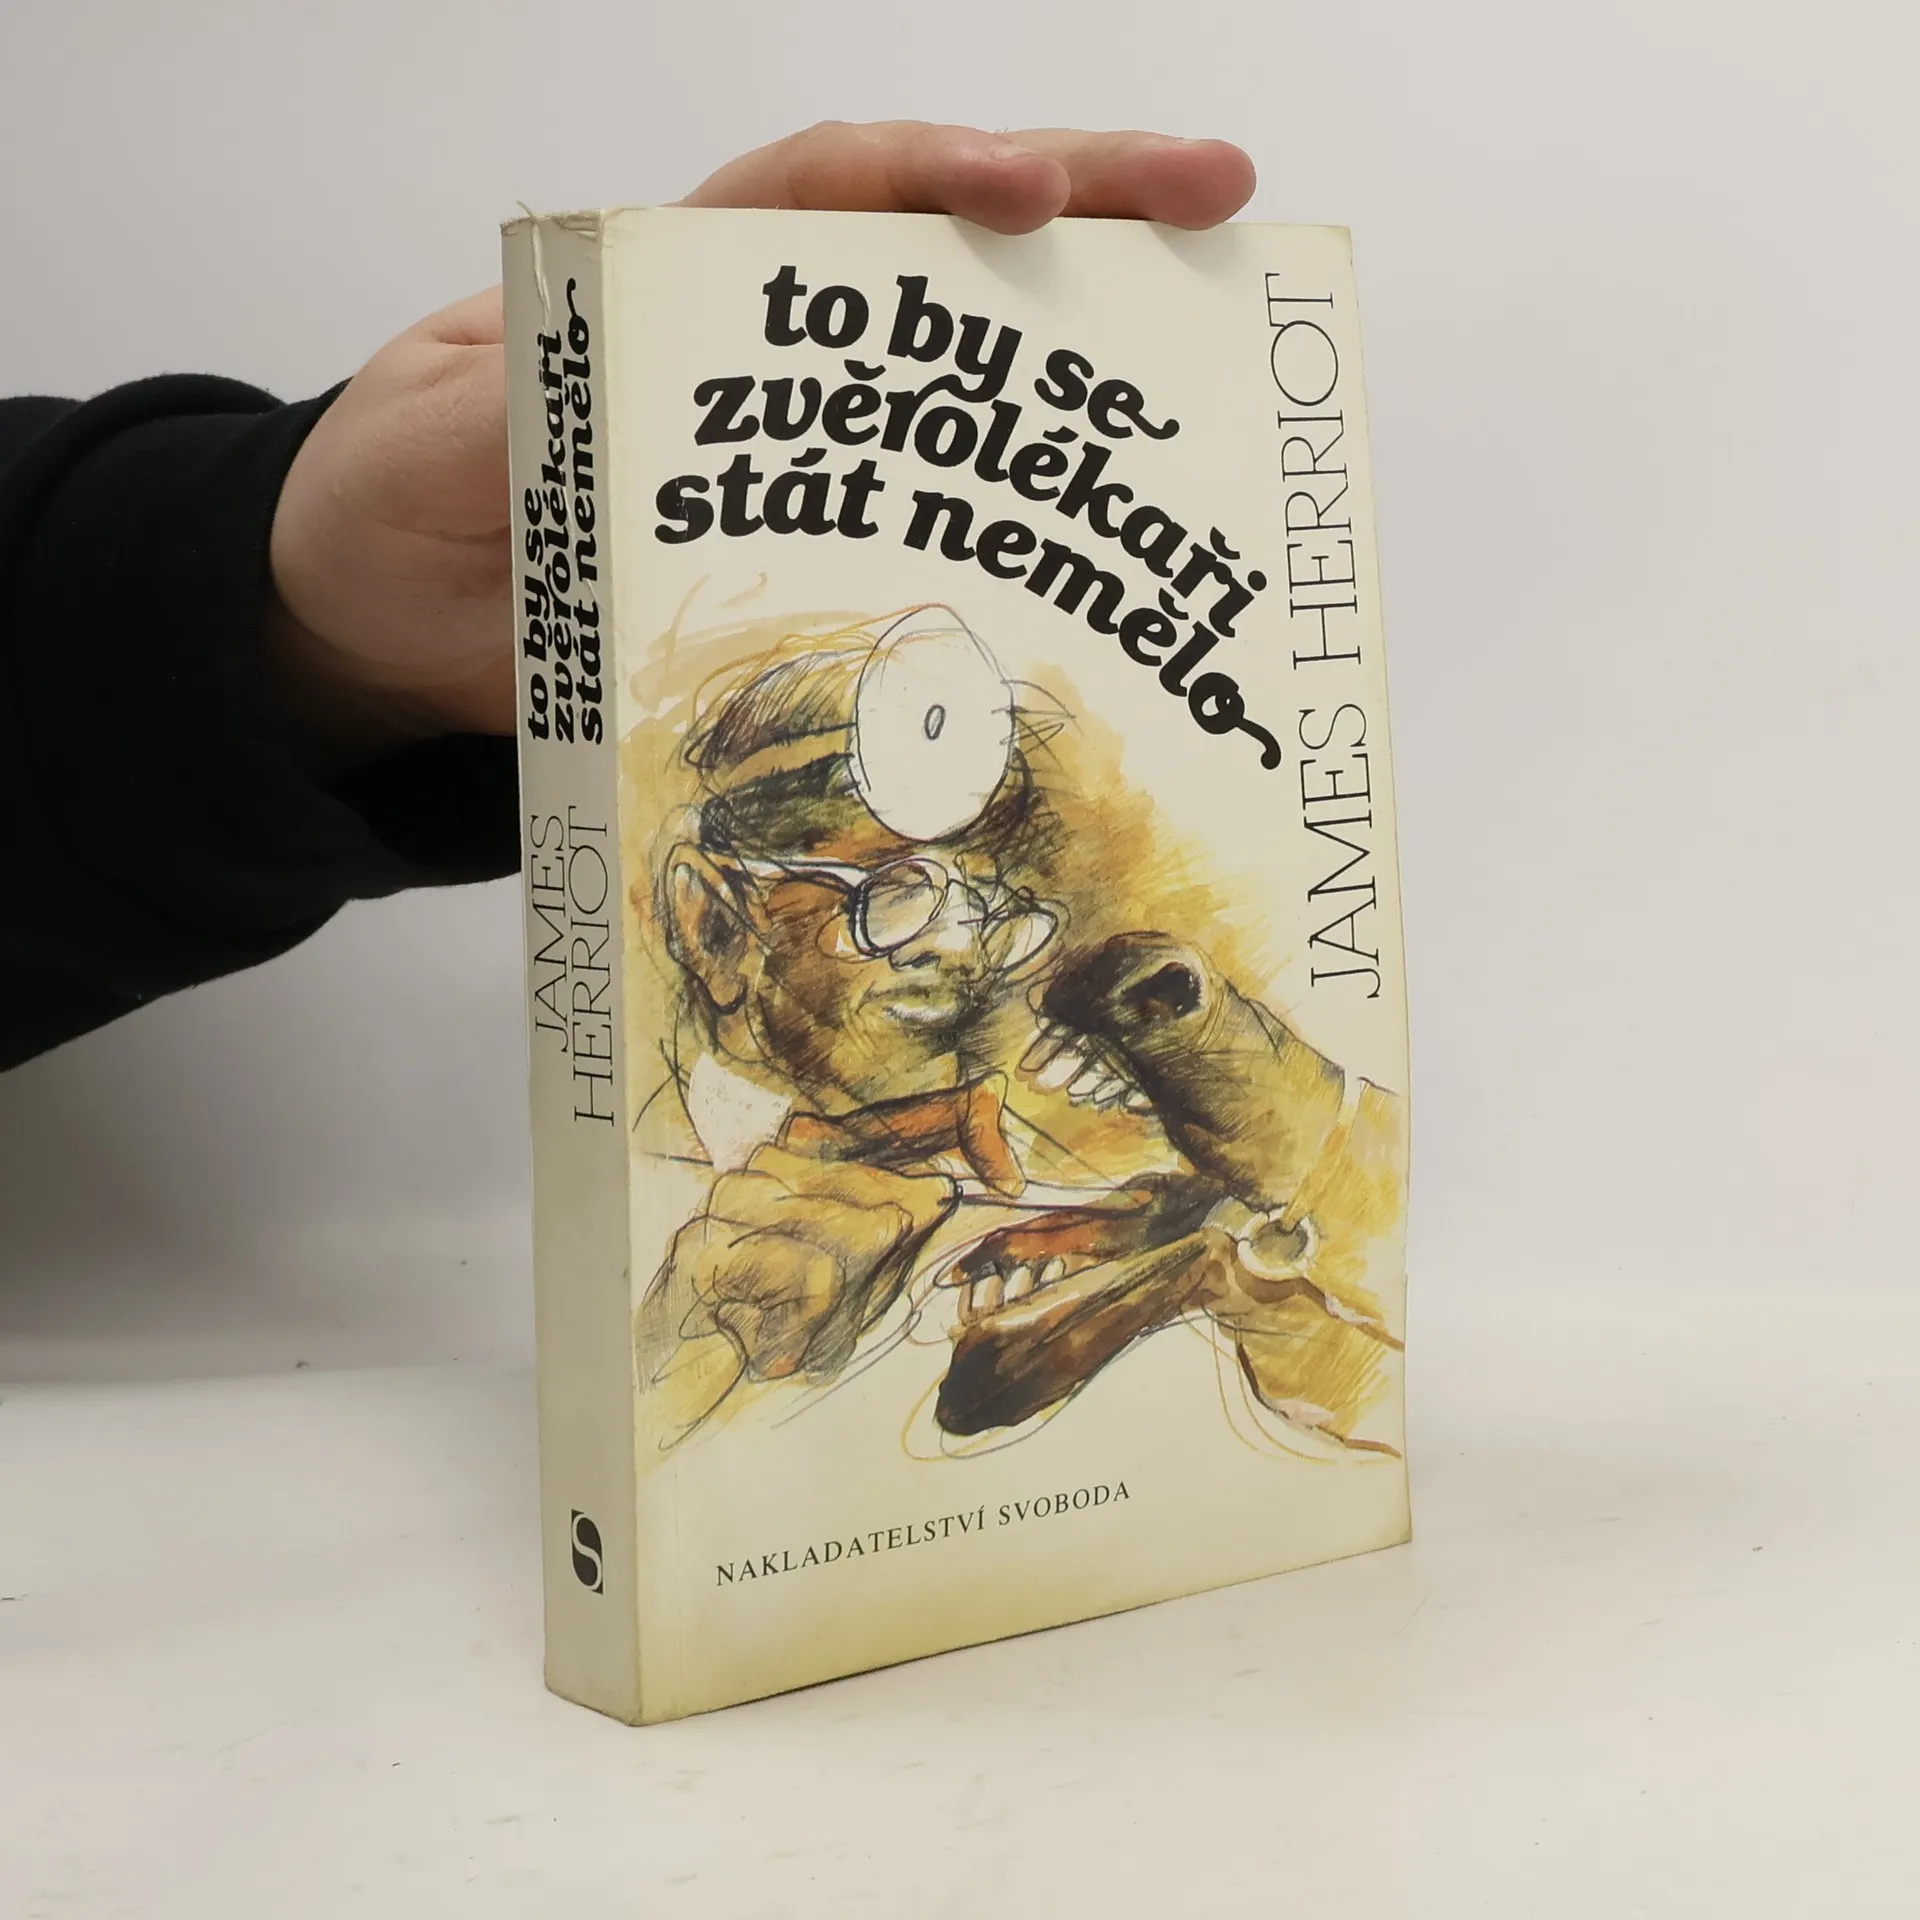 to by se
zvěrolékaři
stát nemělo
JAMES
HERRIOT
S
to by se
zvěrolékaři
stát nemělo
JAMES HERRIOT
NAKLADATELSTVÍ SVOBODA